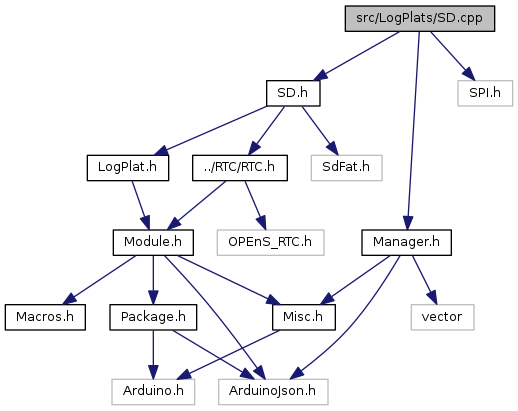 src/LogPlats/SD.cpp
SD.h
SPI.h
LogPlat.h
../RTC/RTC.h
SdFat.h
Module.h
OPEnS_RTC.h
Manager.h
Macros.h
Package.h
Misc.h
vector
Arduino.h
ArduinoJson.h